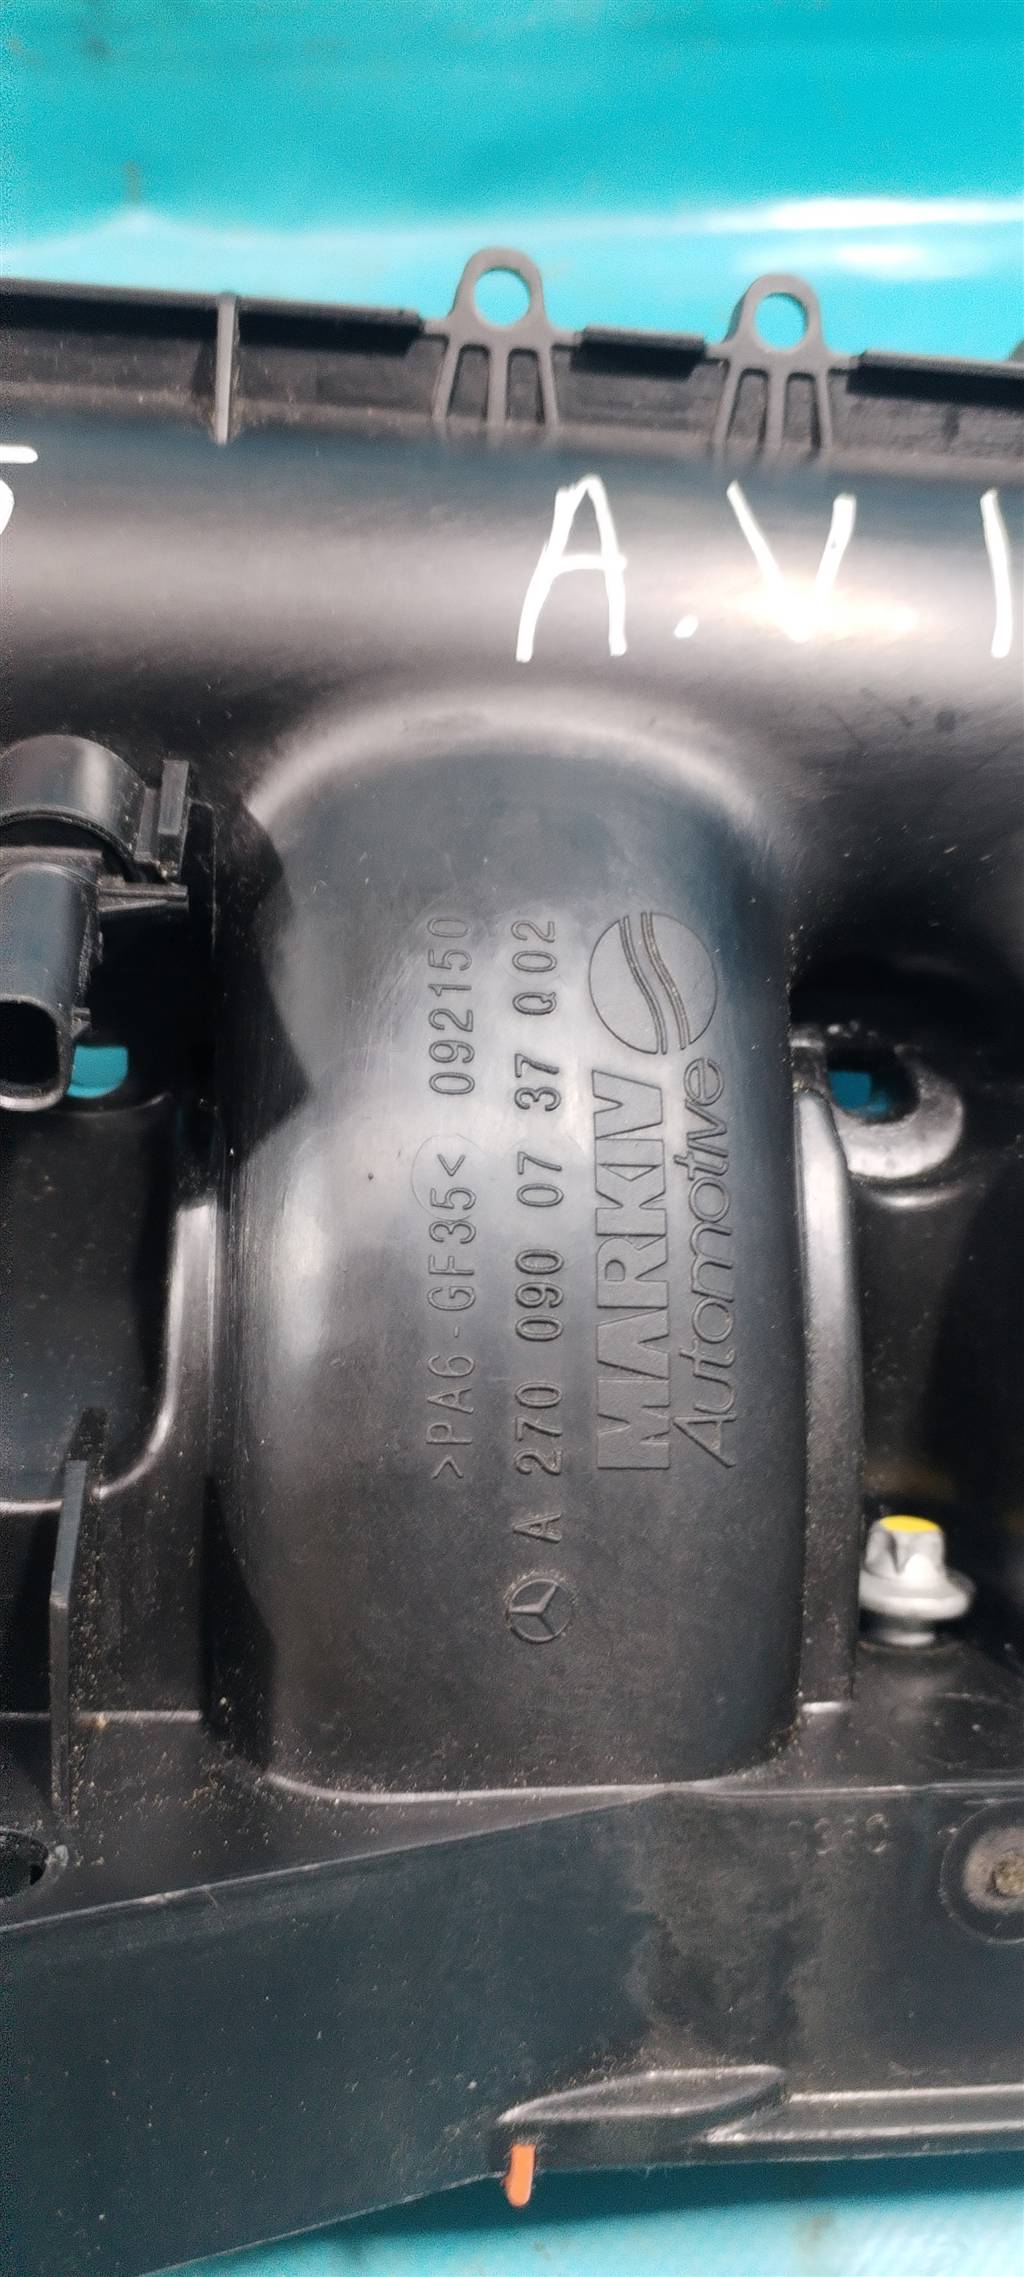 A.V
>PA6-GF35< 092150
A 270 090 07 37 Q02
MARKIV
Automotive